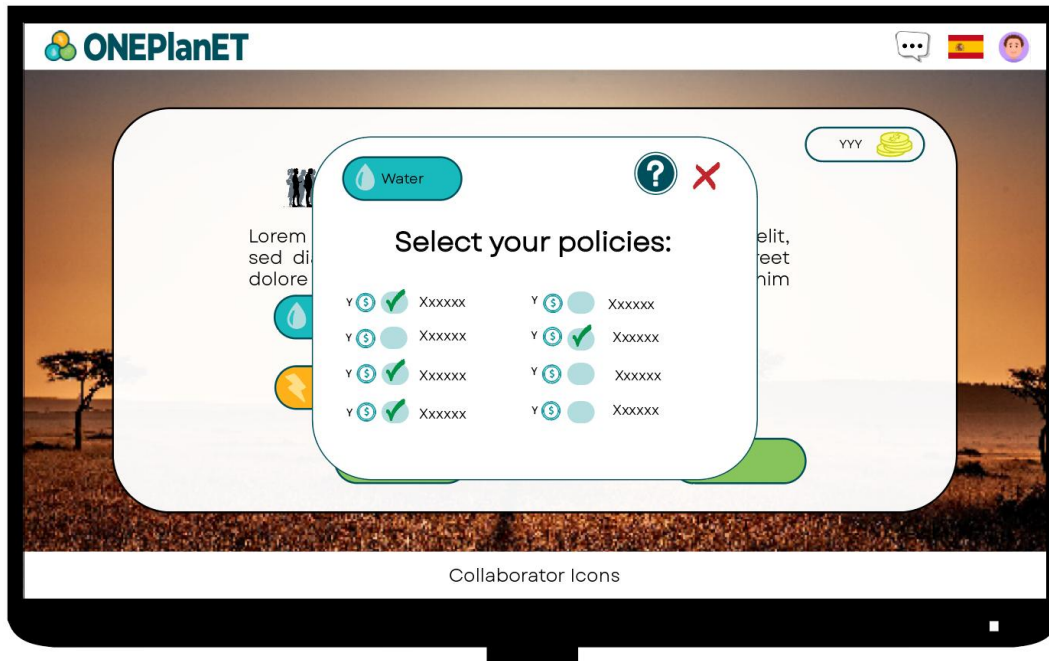 ONEPlanET
YYY
Water
?
Lorem
elit,
Select your policies:
sed di
reet
dolore
nim
Y $ Xxxxxx
Y $ Xxxxxx
Y $ Xxxxxx
Y $ Xxxxxx
Y $ Xxxxxx
Y $ Xxxxxx
Y $ Xxxxxx
Y $ Xxxxxx
Collaborator Icons